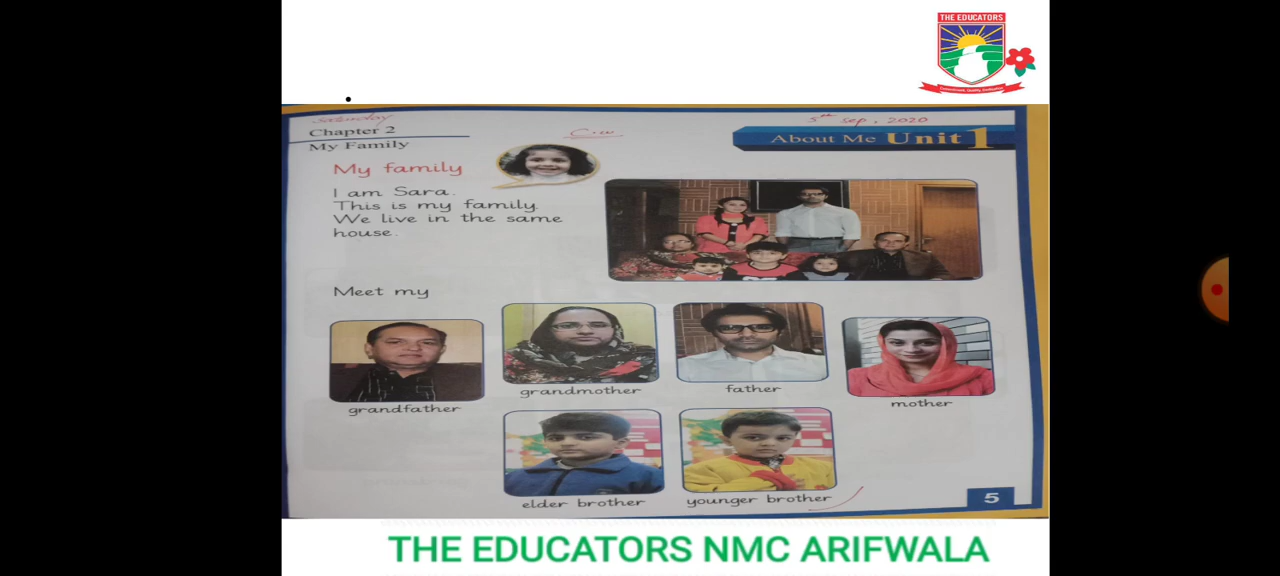 THE EDUCATORS
Saturday
5th Sep, 2020
Chapter 2
C.w
About Me Unit 1
My Family
My family
I am Sara.
This is my family.
We live in the same
house.
Meet my
grandfather
grandmother
father
mother
elder brother
younger brother
5
THE EDUCATORS NMC ARIFWALA